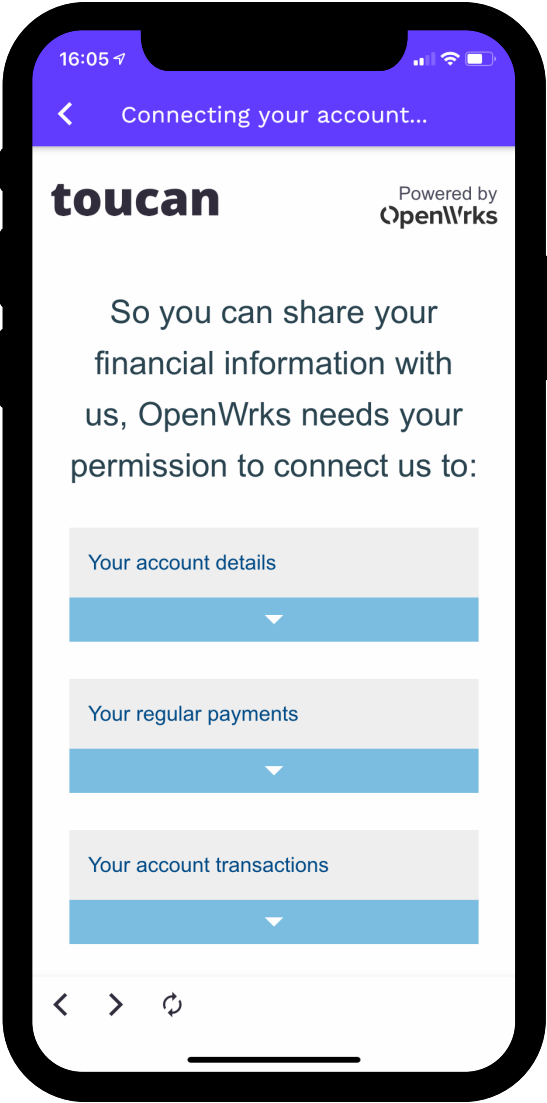 16:05
Connecting your account...
toucan
Powered by
OpenWrks
So you can share your
financial information with
us, OpenWrks needs your
permission to connect us to:
Your account details
Your regular payments
Your account transactions